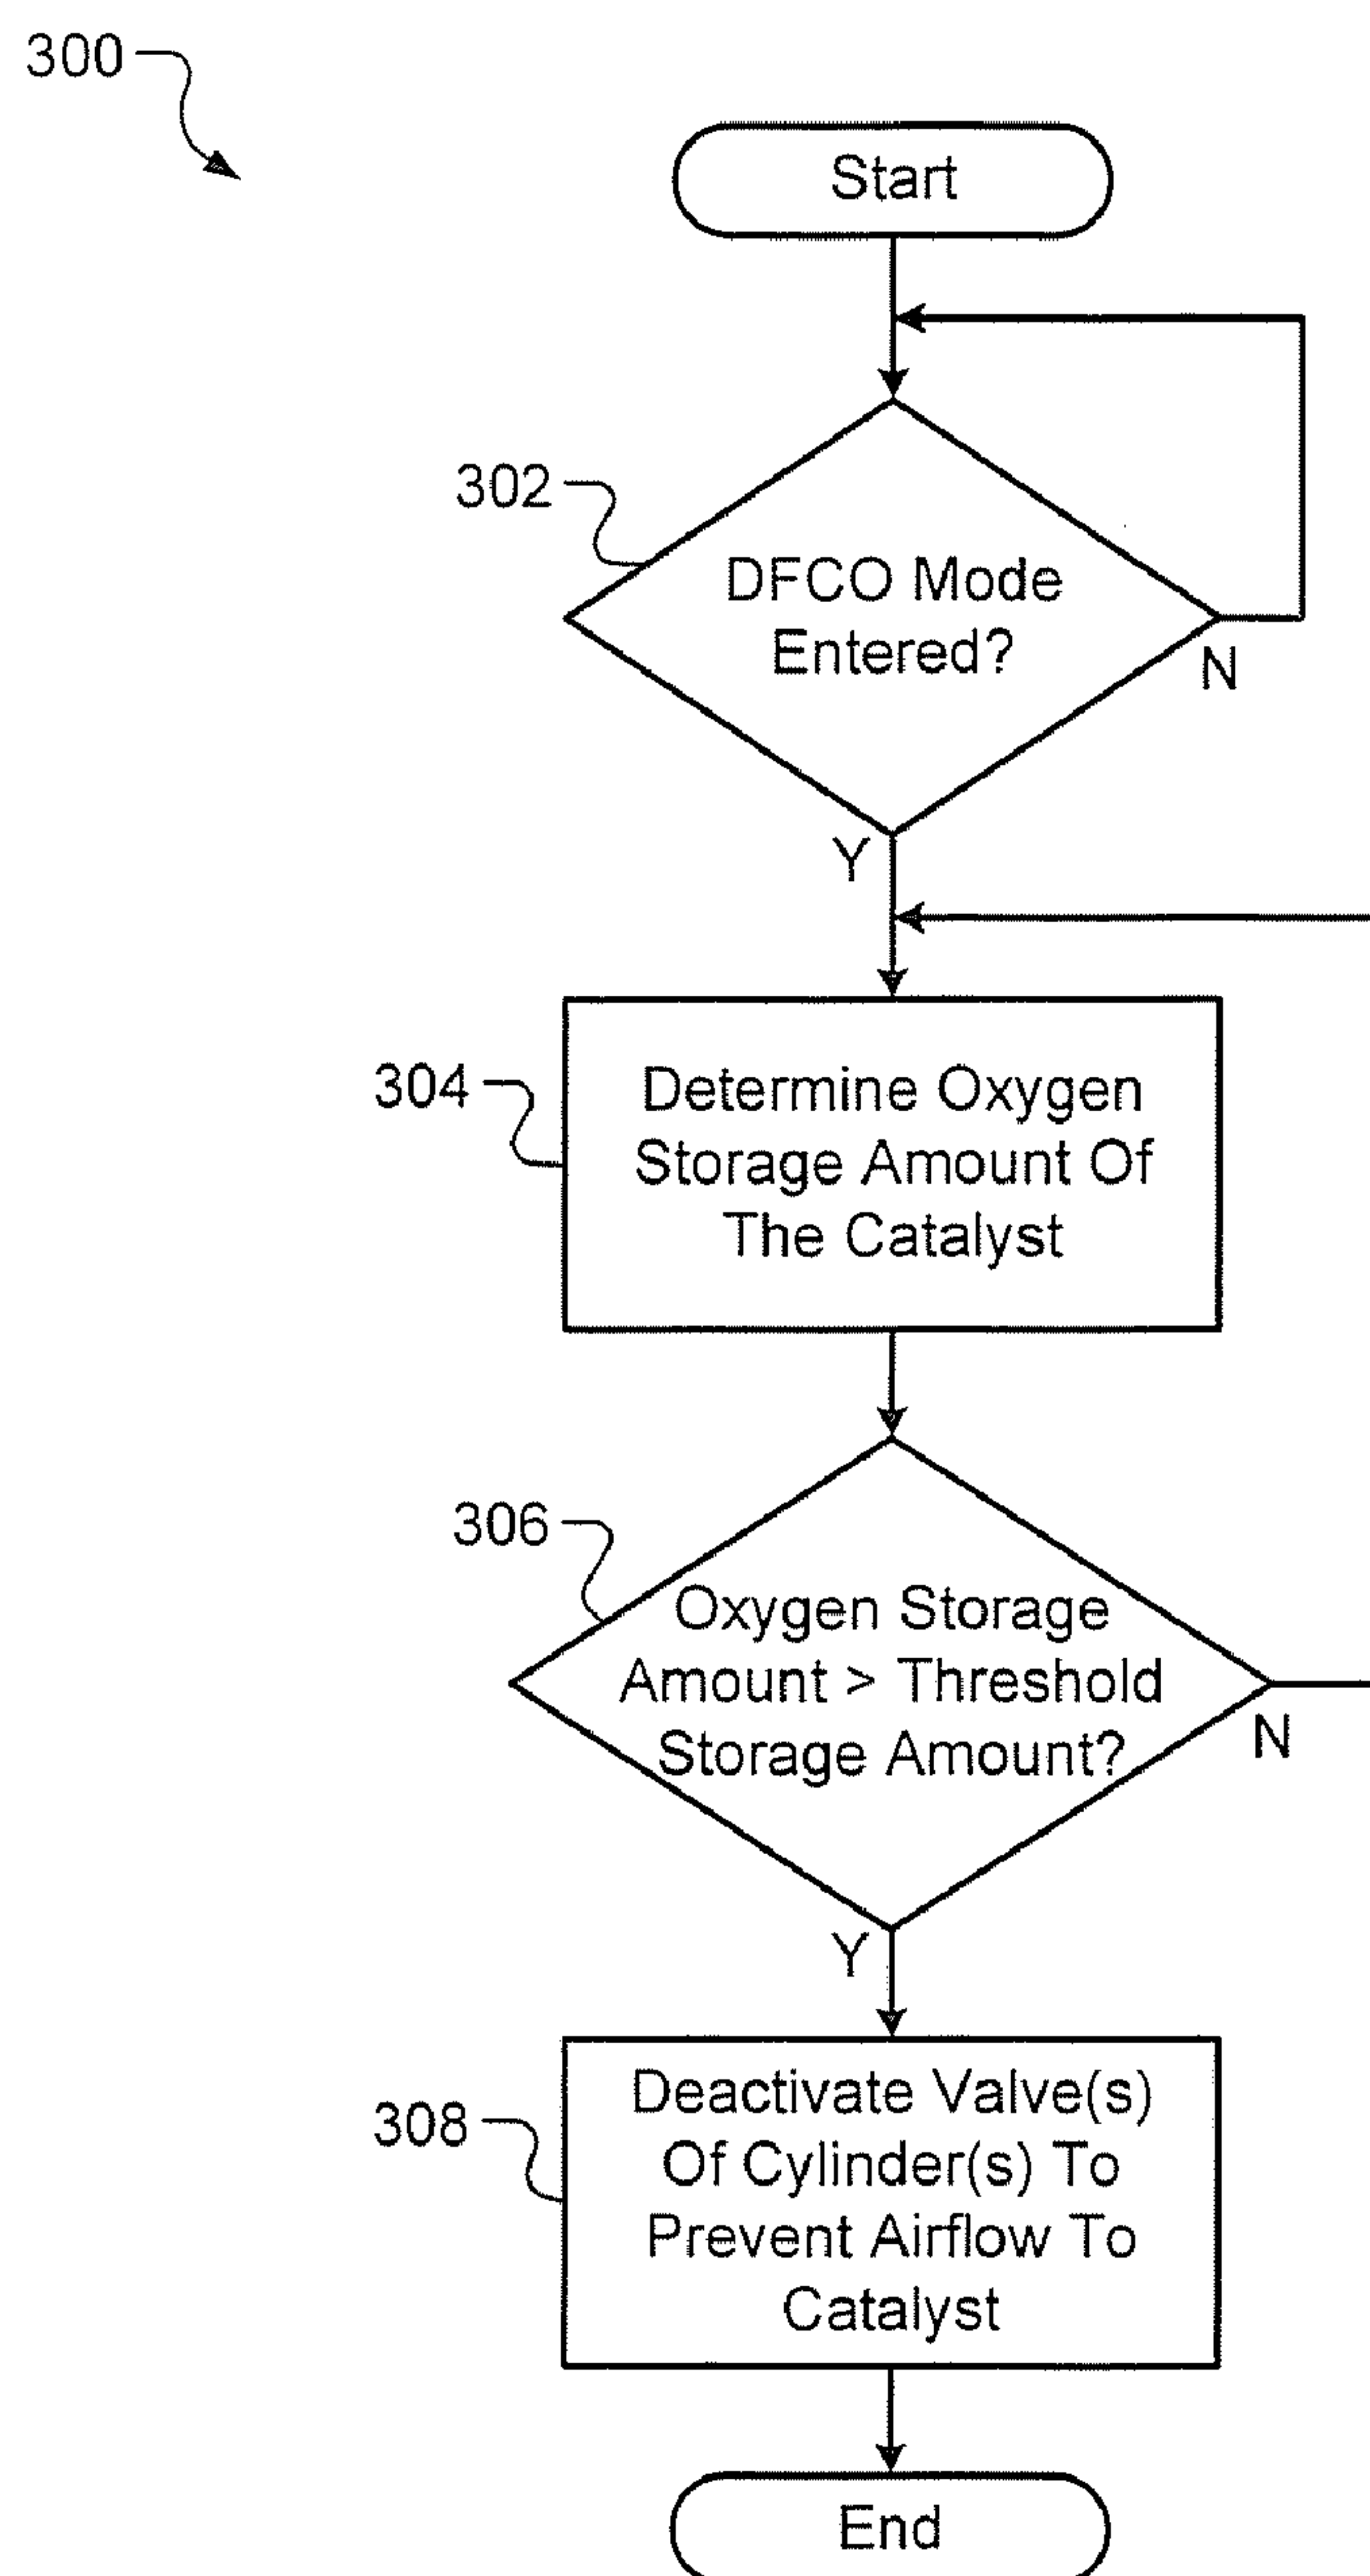 300
Start
302
DFCO Mode
Entered?
N
Y
304
Determine Oxygen
Storage Amount Of
The Catalyst
306
Oxygen Storage
Amount > Threshold
Storage Amount?
N
Y
308
Deactivate Valve(s)
Of Cylinder(s) To
Prevent Airflow To
Catalyst
End